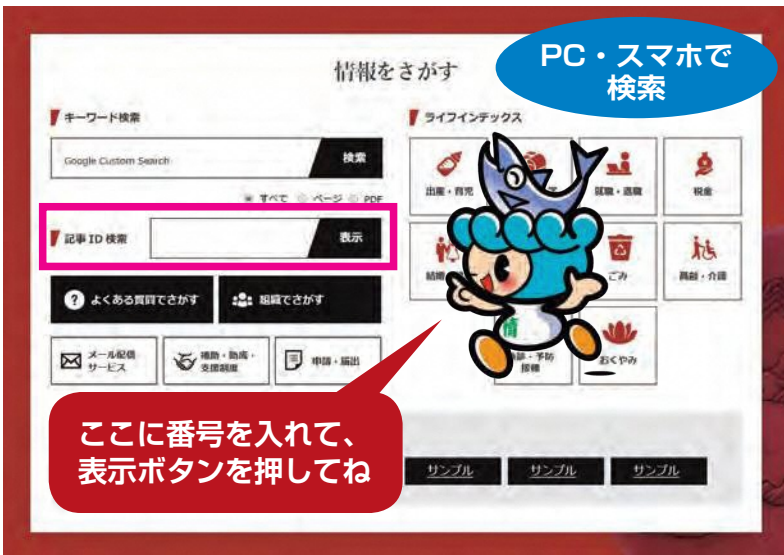 情報をさがす
PC・スマホで
検索
キーワード検索
Google Custom Search
検索
すべて ページ PDF
記事ID検索
表示
? よくある質問でさがす
組織でさがす
メール配信
サービス
補助・助成・
支援制度
申請・届出
ライフインデックス
出産・育児
就職・退職
税金
結婚
ごみ
高齢・介護
予防
接種
おくやみ
ここに番号を入れて、
表示ボタンを押してね
サンプル
サンプル
サンプル